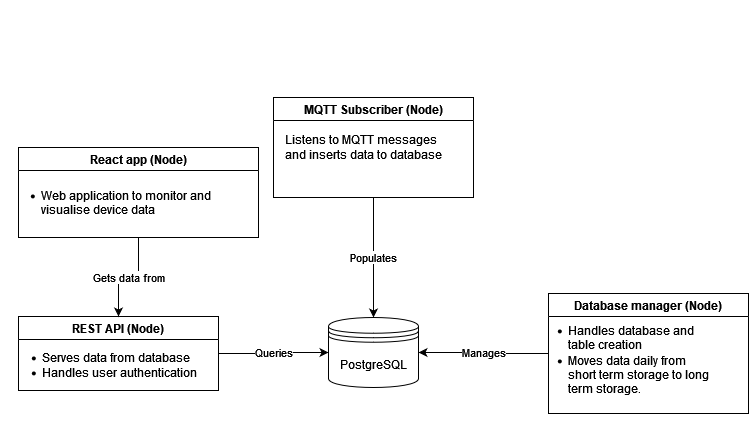 MQTT Subscriber (Node)
Listens to MQTT messages
and inserts data to database
React app (Node)
• Web application to monitor and
visualise device data
Populates
Gets data from
REST API (Node)
• Serves data from database
• Handles user authentication
Queries
PostgreSQL
Manages
Database manager (Node)
• Handles database and
table creation
• Moves data daily from
short term storage to long
term storage.